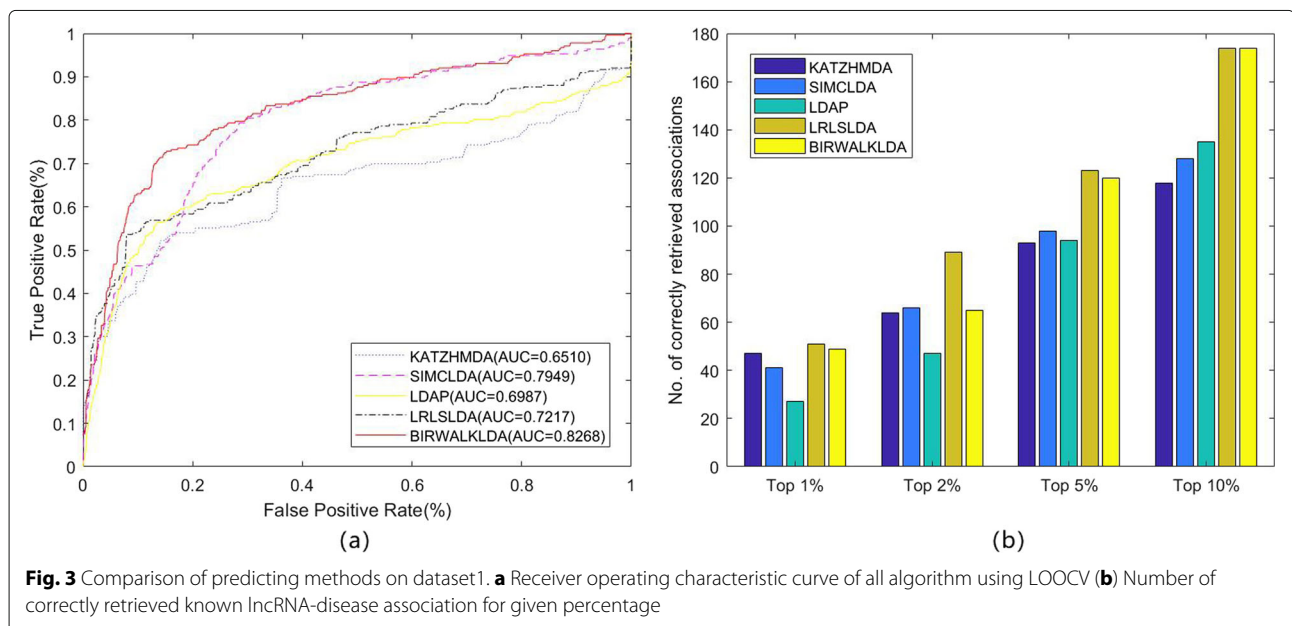 1
0.9
0.8
0.7
0.6
0.5
0.4
0.3
0.2
0.1
0
True Positive Rate(%)
KATZHMDA(AUC=0.6510)
SIMCLDA(AUC=0.7949)
LDAP(AUC=0.6987)
LRLSLDA(AUC=0.7217)
BIRWALKLDA(AUC=0.8268)
0 0.2 0.4 0.6 0.8 1
False Positive Rate(%)
(a)
180
160
140
120
100
80
60
40
20
0
No. of correctly retrieved associations
KATZHMDA
SIMCLDA
LDAP
LRLSLDA
BIRWALKLDA
Top 1% Top 2% Top 5% Top 10%
(b)
Fig. 3 Comparison of predicting methods on dataset1. a Receiver operating characteristic curve of all algorithm using LOOCV (b) Number of
correctly retrieved known lncRNA-disease association for given percentage